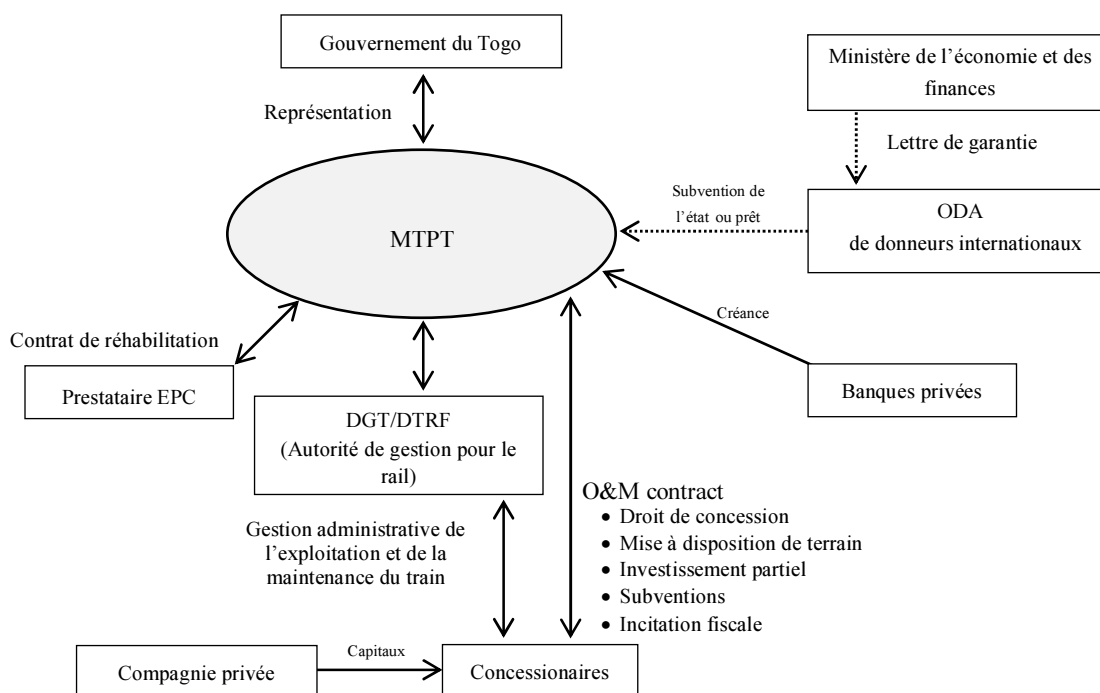 Gouvernement du Togo
Ministère de l’économie et des
finances
Représentation
Lettre de garantie
Subvention de
l’état ou prêt
ODA
de donneurs internationaux
MTPT
Créance
Contrat de réhabilitation
Prestataire EPC
Banques privées
DGT/DTRF
(Autorité de gestion pour le
rail)
O&M contract
• Droit de concession
• Mise à disposition de terrain
• Investissement partiel
• Subventions
• Incitation fiscale
Gestion administrative de
l’exploitation et de la
maintenance du train
Compagnie privée
Capitaux
Concessionaires